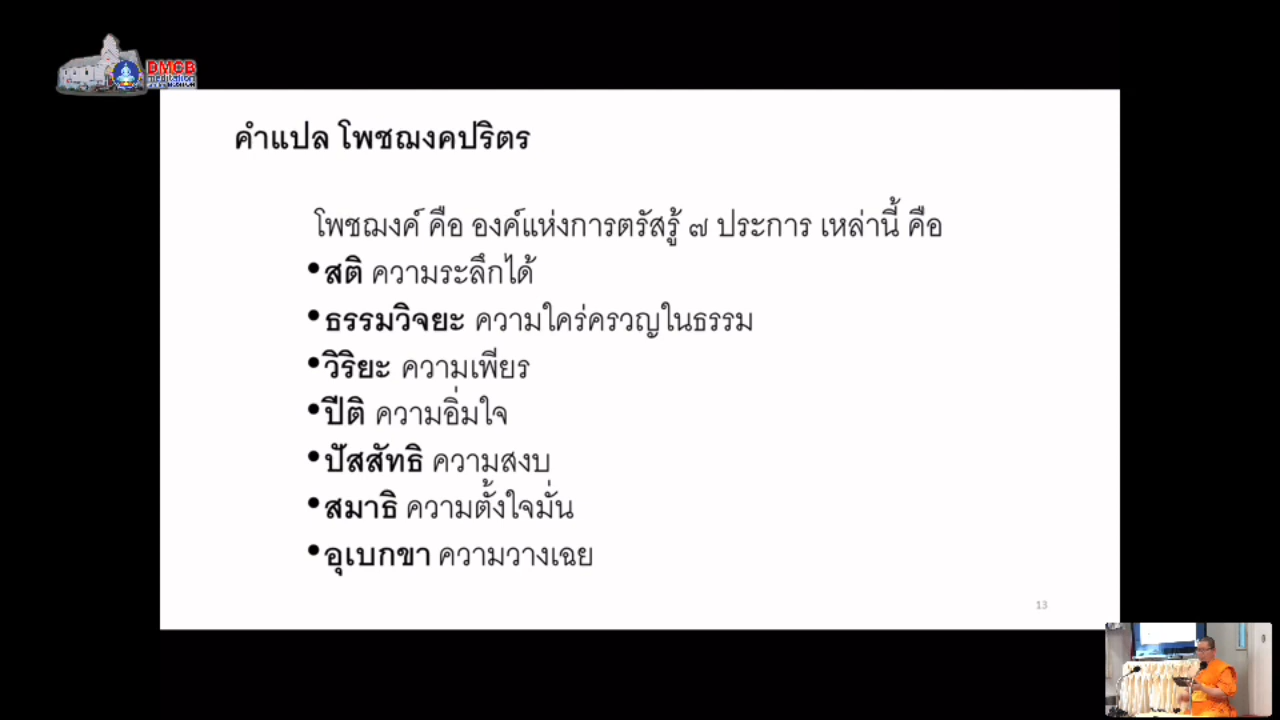 DMCB
meditation
คำแปล โพชฌงคปริตร
โพชฌงค์ คือ องค์แห่งการตรัสรู้ ๗ ประการ เหล่านี้ คือ
•สติ ความระลึกได้
•ธรรมวิจยะ ความใคร่ครวญในธรรม
•วิริยะ ความเพียร
•ปีติ ความอิ่มใจ
•ปัสสัทธิ ความสงบ
•สมาธิ ความตั้งใจมั่น
•อุเบกขา ความวางเฉย
13